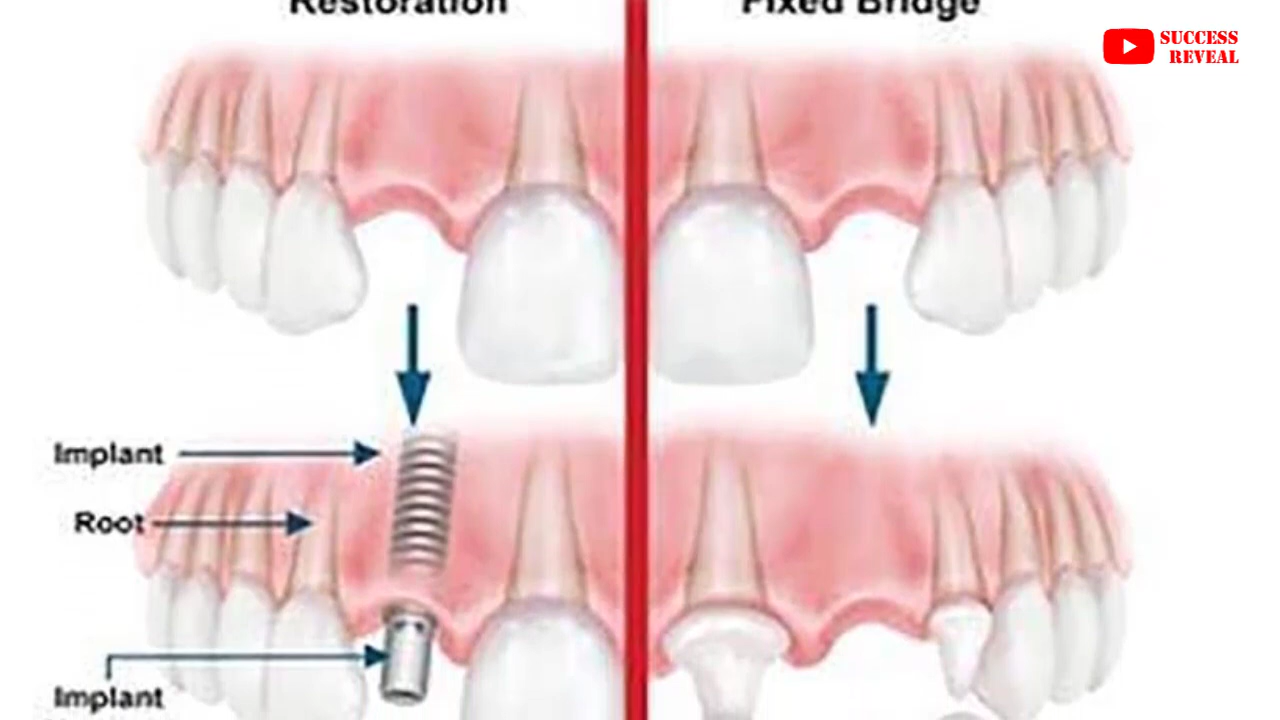 Restoration
Fixed Bridge
SUCCESS
REVEAL
Implant
Root
Implant